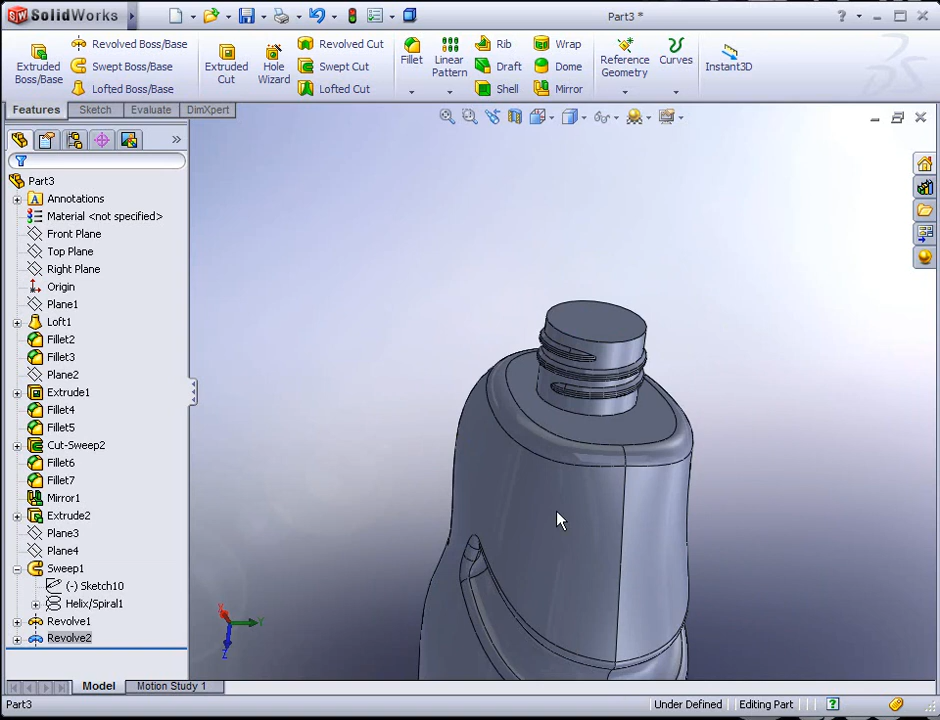 SolidWorks
Part3 *
Extruded Boss/Base
Revolved Boss/Base
Swept Boss/Base
Lofted Boss/Base
Extruded Cut
Hole Wizard
Revolved Cut
Swept Cut
Lofted Cut
Fillet
Linear Pattern
Rib
Draft
Shell
Wrap
Dome
Mirror
Reference Geometry
Curves
Instant3D
Features
Sketch
Evaluate
DimXpert
Part3
Annotations
Material <not specified>
Front Plane
Top Plane
Right Plane
Origin
Plane1
Loft1
Fillet2
Fillet3
Plane2
Extrude1
Fillet4
Fillet5
Cut-Sweep2
Fillet6
Fillet7
Mirror1
Extrude2
Plane3
Plane4
Sweep1
(-) Sketch10
Helix/Spiral1
Revolve1
Revolve2
X
Y
Z
Model
Motion Study 1
Part3
Under Defined
Editing Part